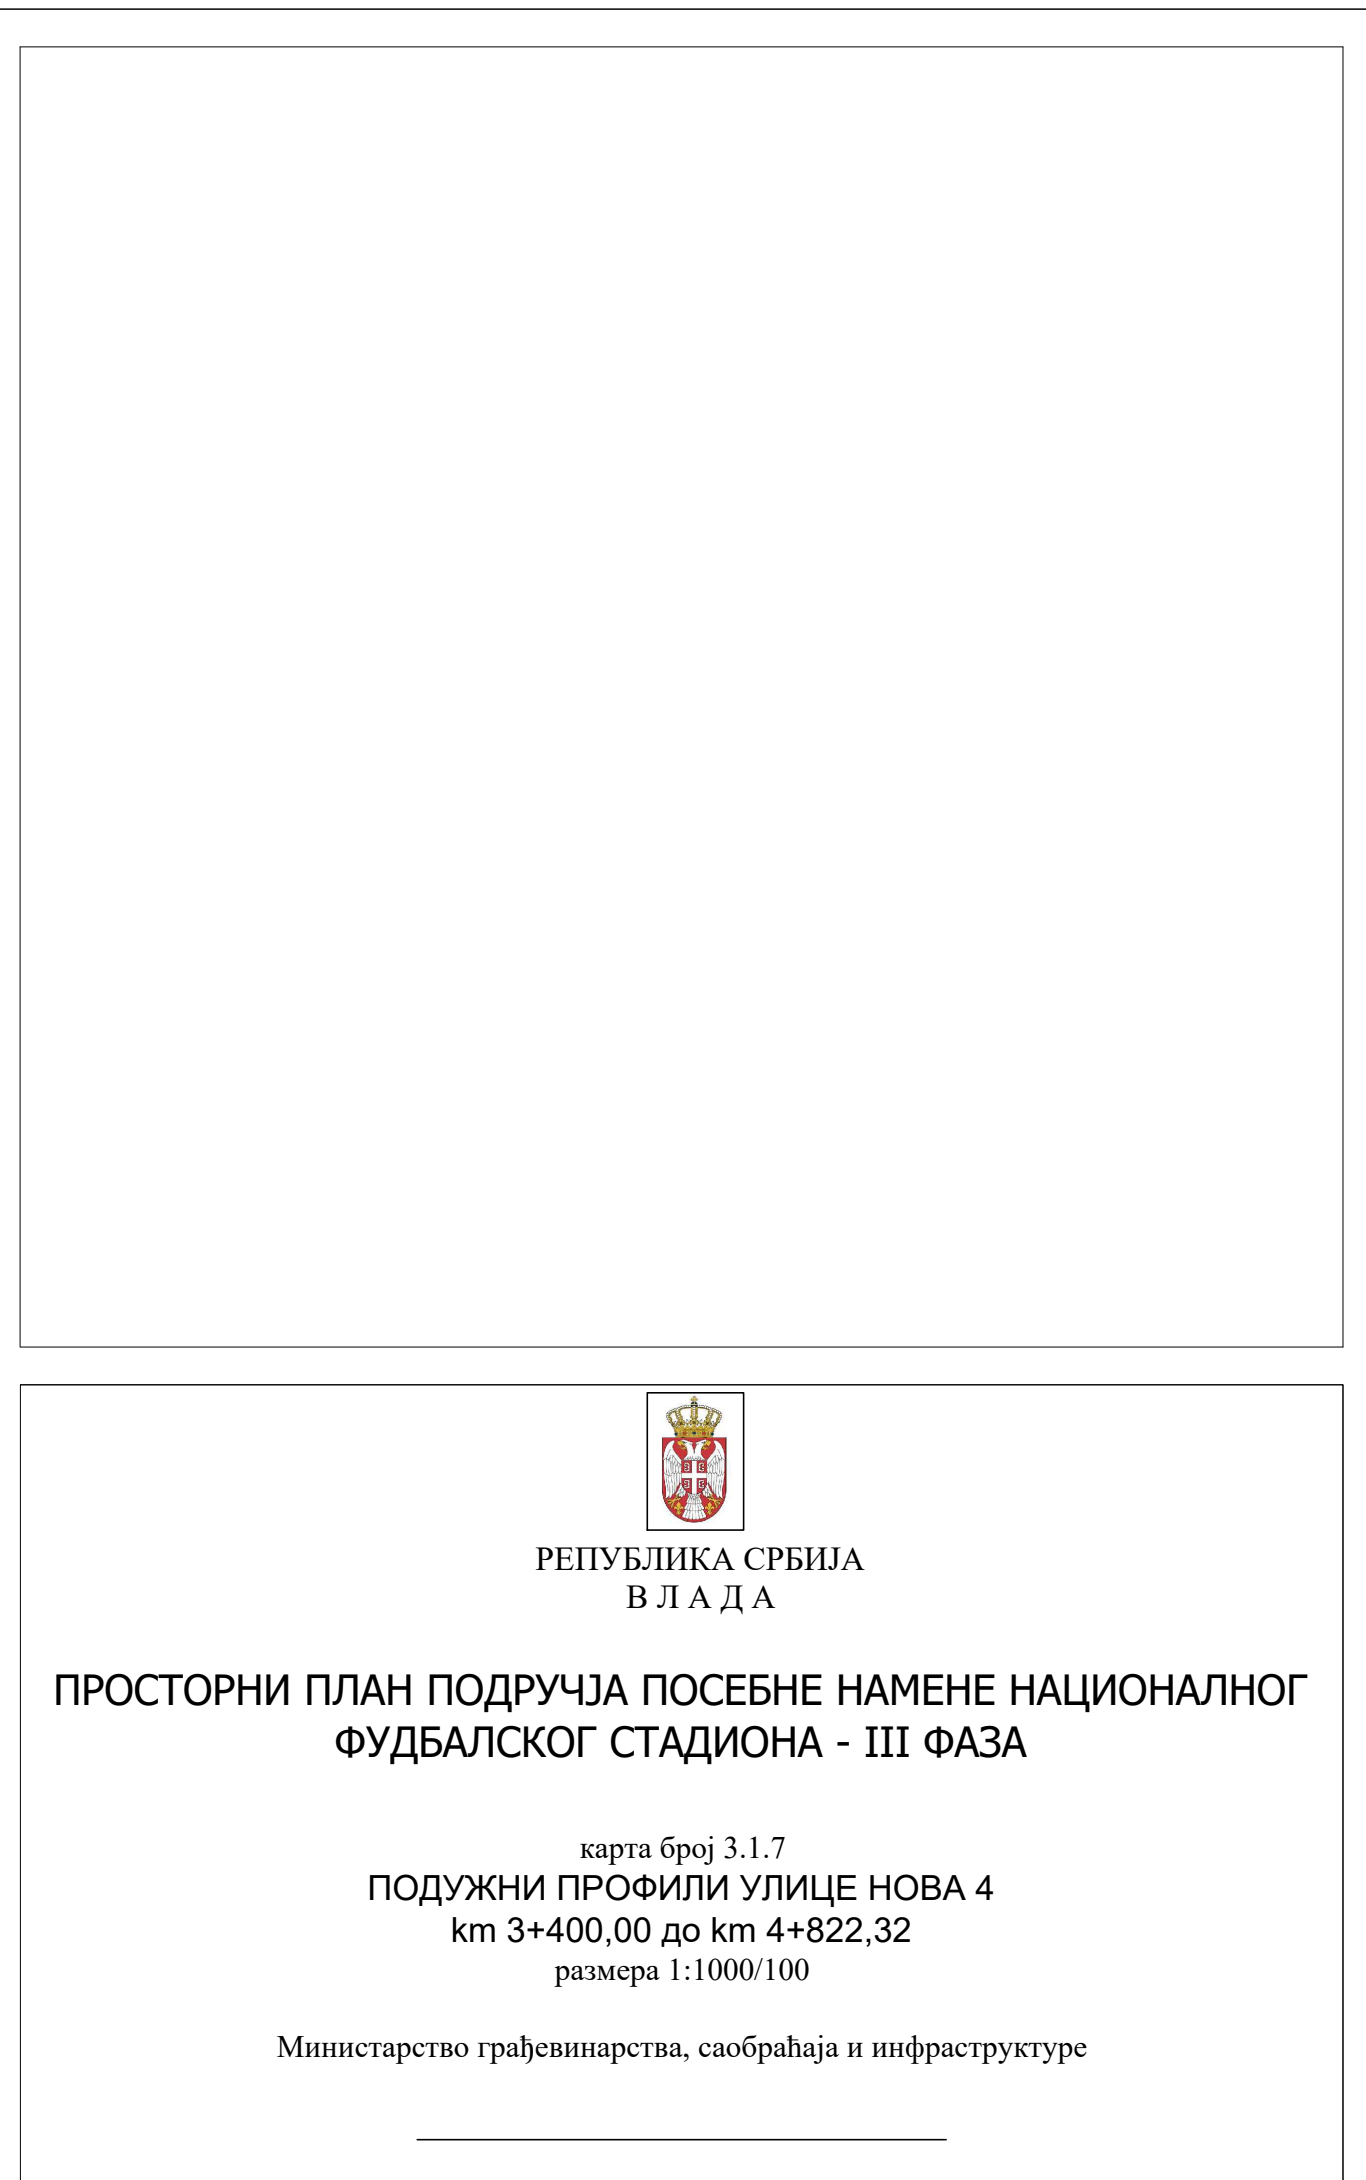 РЕПУБЛИКА СРБИЈА
В Л А Д А
ПРОСТОРНИ ПЛАН ПОДРУЧЈА ПОСЕБНЕ НАМЕНЕ НАЦИОНАЛНОГ
ФУДБАЛСКОГ СТАДИОНА - III ФАЗА
карта број 3.1.7
ПОДУЖНИ ПРОФИЛИ УЛИЦЕ НОВА 4
km 3+400,00 до km 4+822,32
размера 1:1000/100
Министарство грађевинарства, саобраћаја и инфраструктуре